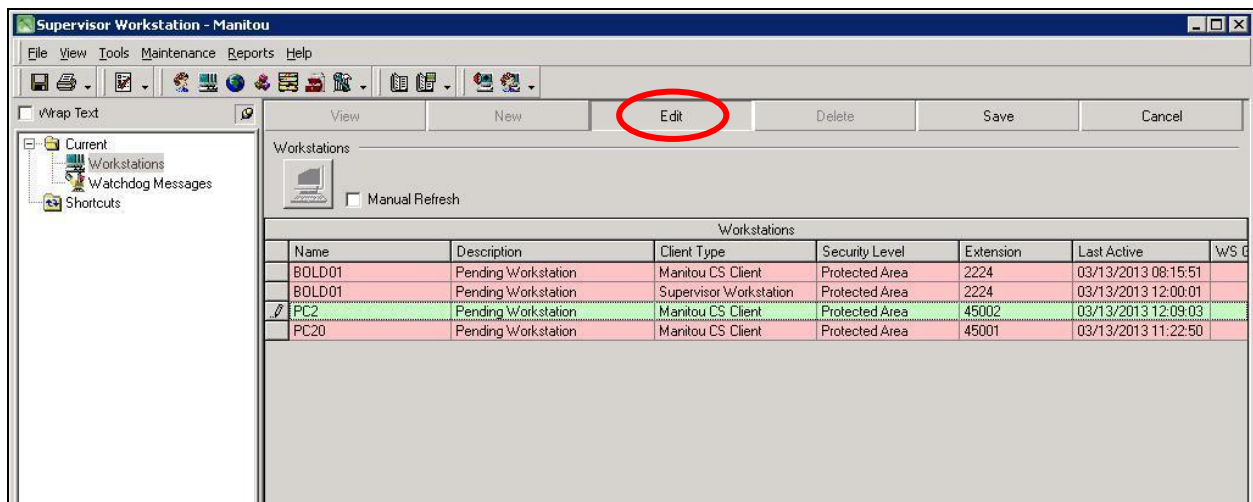 Supervisor Workstation - Manitou
File View Tools Maintenance Reports Help
Wrap Text
View New Edit Delete Save Cancel
Current
Workstations
Watchdog Messages
Shortcuts
Workstations
Manual Refresh
Workstations
Name Description Client Type Security Level Extension Last Active WS
BOLD01 Pending Workstation Manitou CS Client Protected Area 2224 03/13/2013 08:15:51
BOLD01 Pending Workstation Supervisor Workstation Protected Area 2224 03/13/2013 12:00:01
PC2 Pending Workstation Manitou CS Client Protected Area 45002 03/13/2013 12:09:03
PC20 Pending Workstation Manitou CS Client Protected Area 45001 03/13/2013 11:22:50